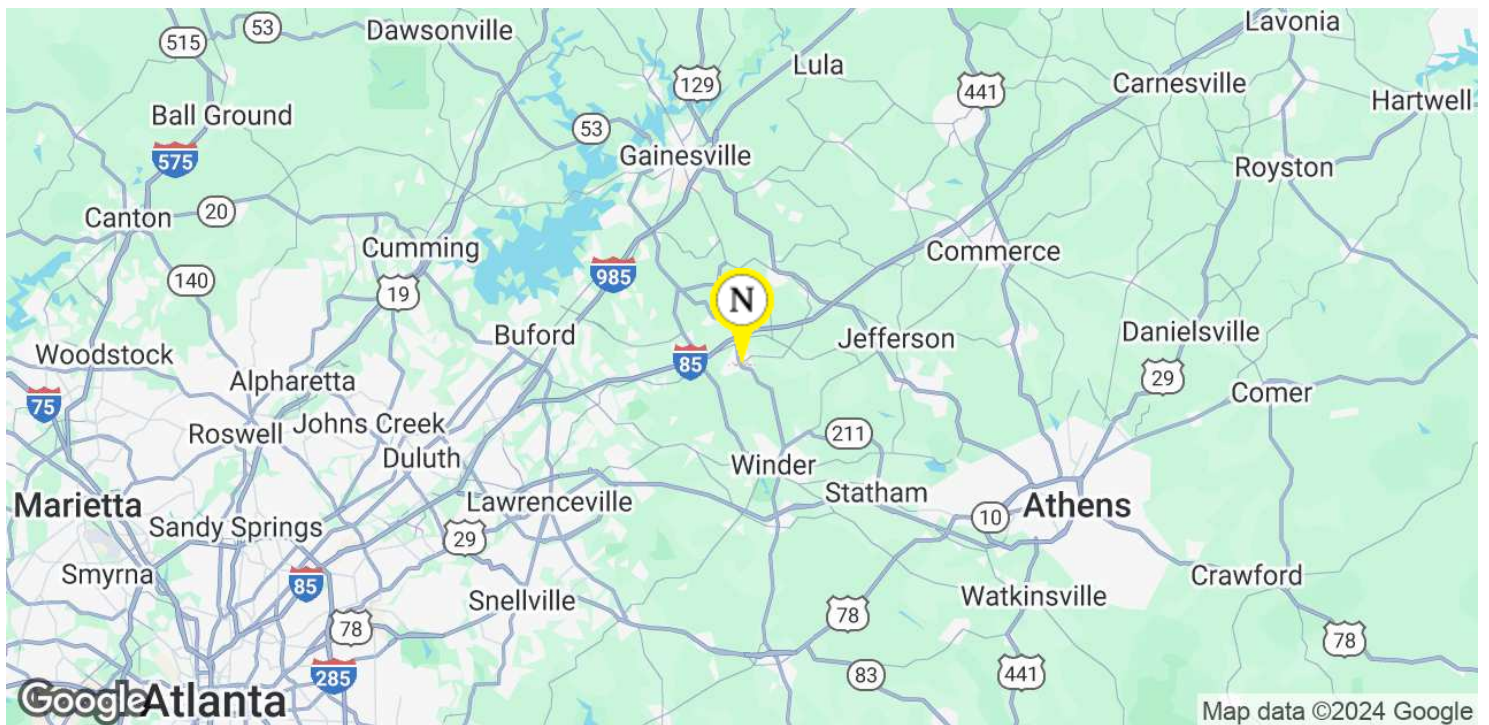 53
515
Dawsonville
Lavonia
129
Lula
441
Carnesville
Hartwell
Ball Ground
53
575
Gainesville
Royston
Canton
20
Cumming
Commerce
985
140
19
N
Buford
Jefferson
Danielsville
Woodstock
85
29
Alpharetta
75
Comer
Johns Creek
Roswell
211
Duluth
Winder
Marietta
Lawrenceville
Statham
Athens
Sandy Springs
10
29
Smyrna
85
Crawford
Snellville
Watkinsville
78
78
78
285
83
441
Google
Atlanta
Map data ©2024 Google